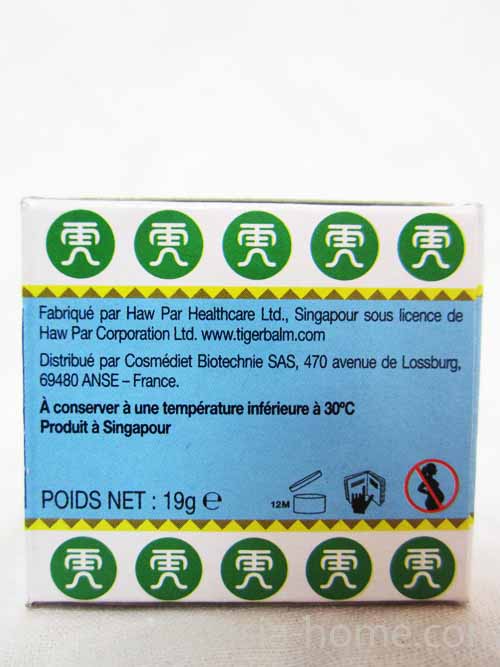 Fabriqué par Haw Par Healthcare Ltd., Singapour sous licence de
Haw Par Corporation Ltd. www.tigerbalm.com
Distribué par Cosmédiet Biotechnie SAS, 470 avenue de Lossburg,
69480 ANSE – France.
À conserver à une température inférieure à 30ºC
Produit à Singapour
POIDS NET : 19g ℮
12M